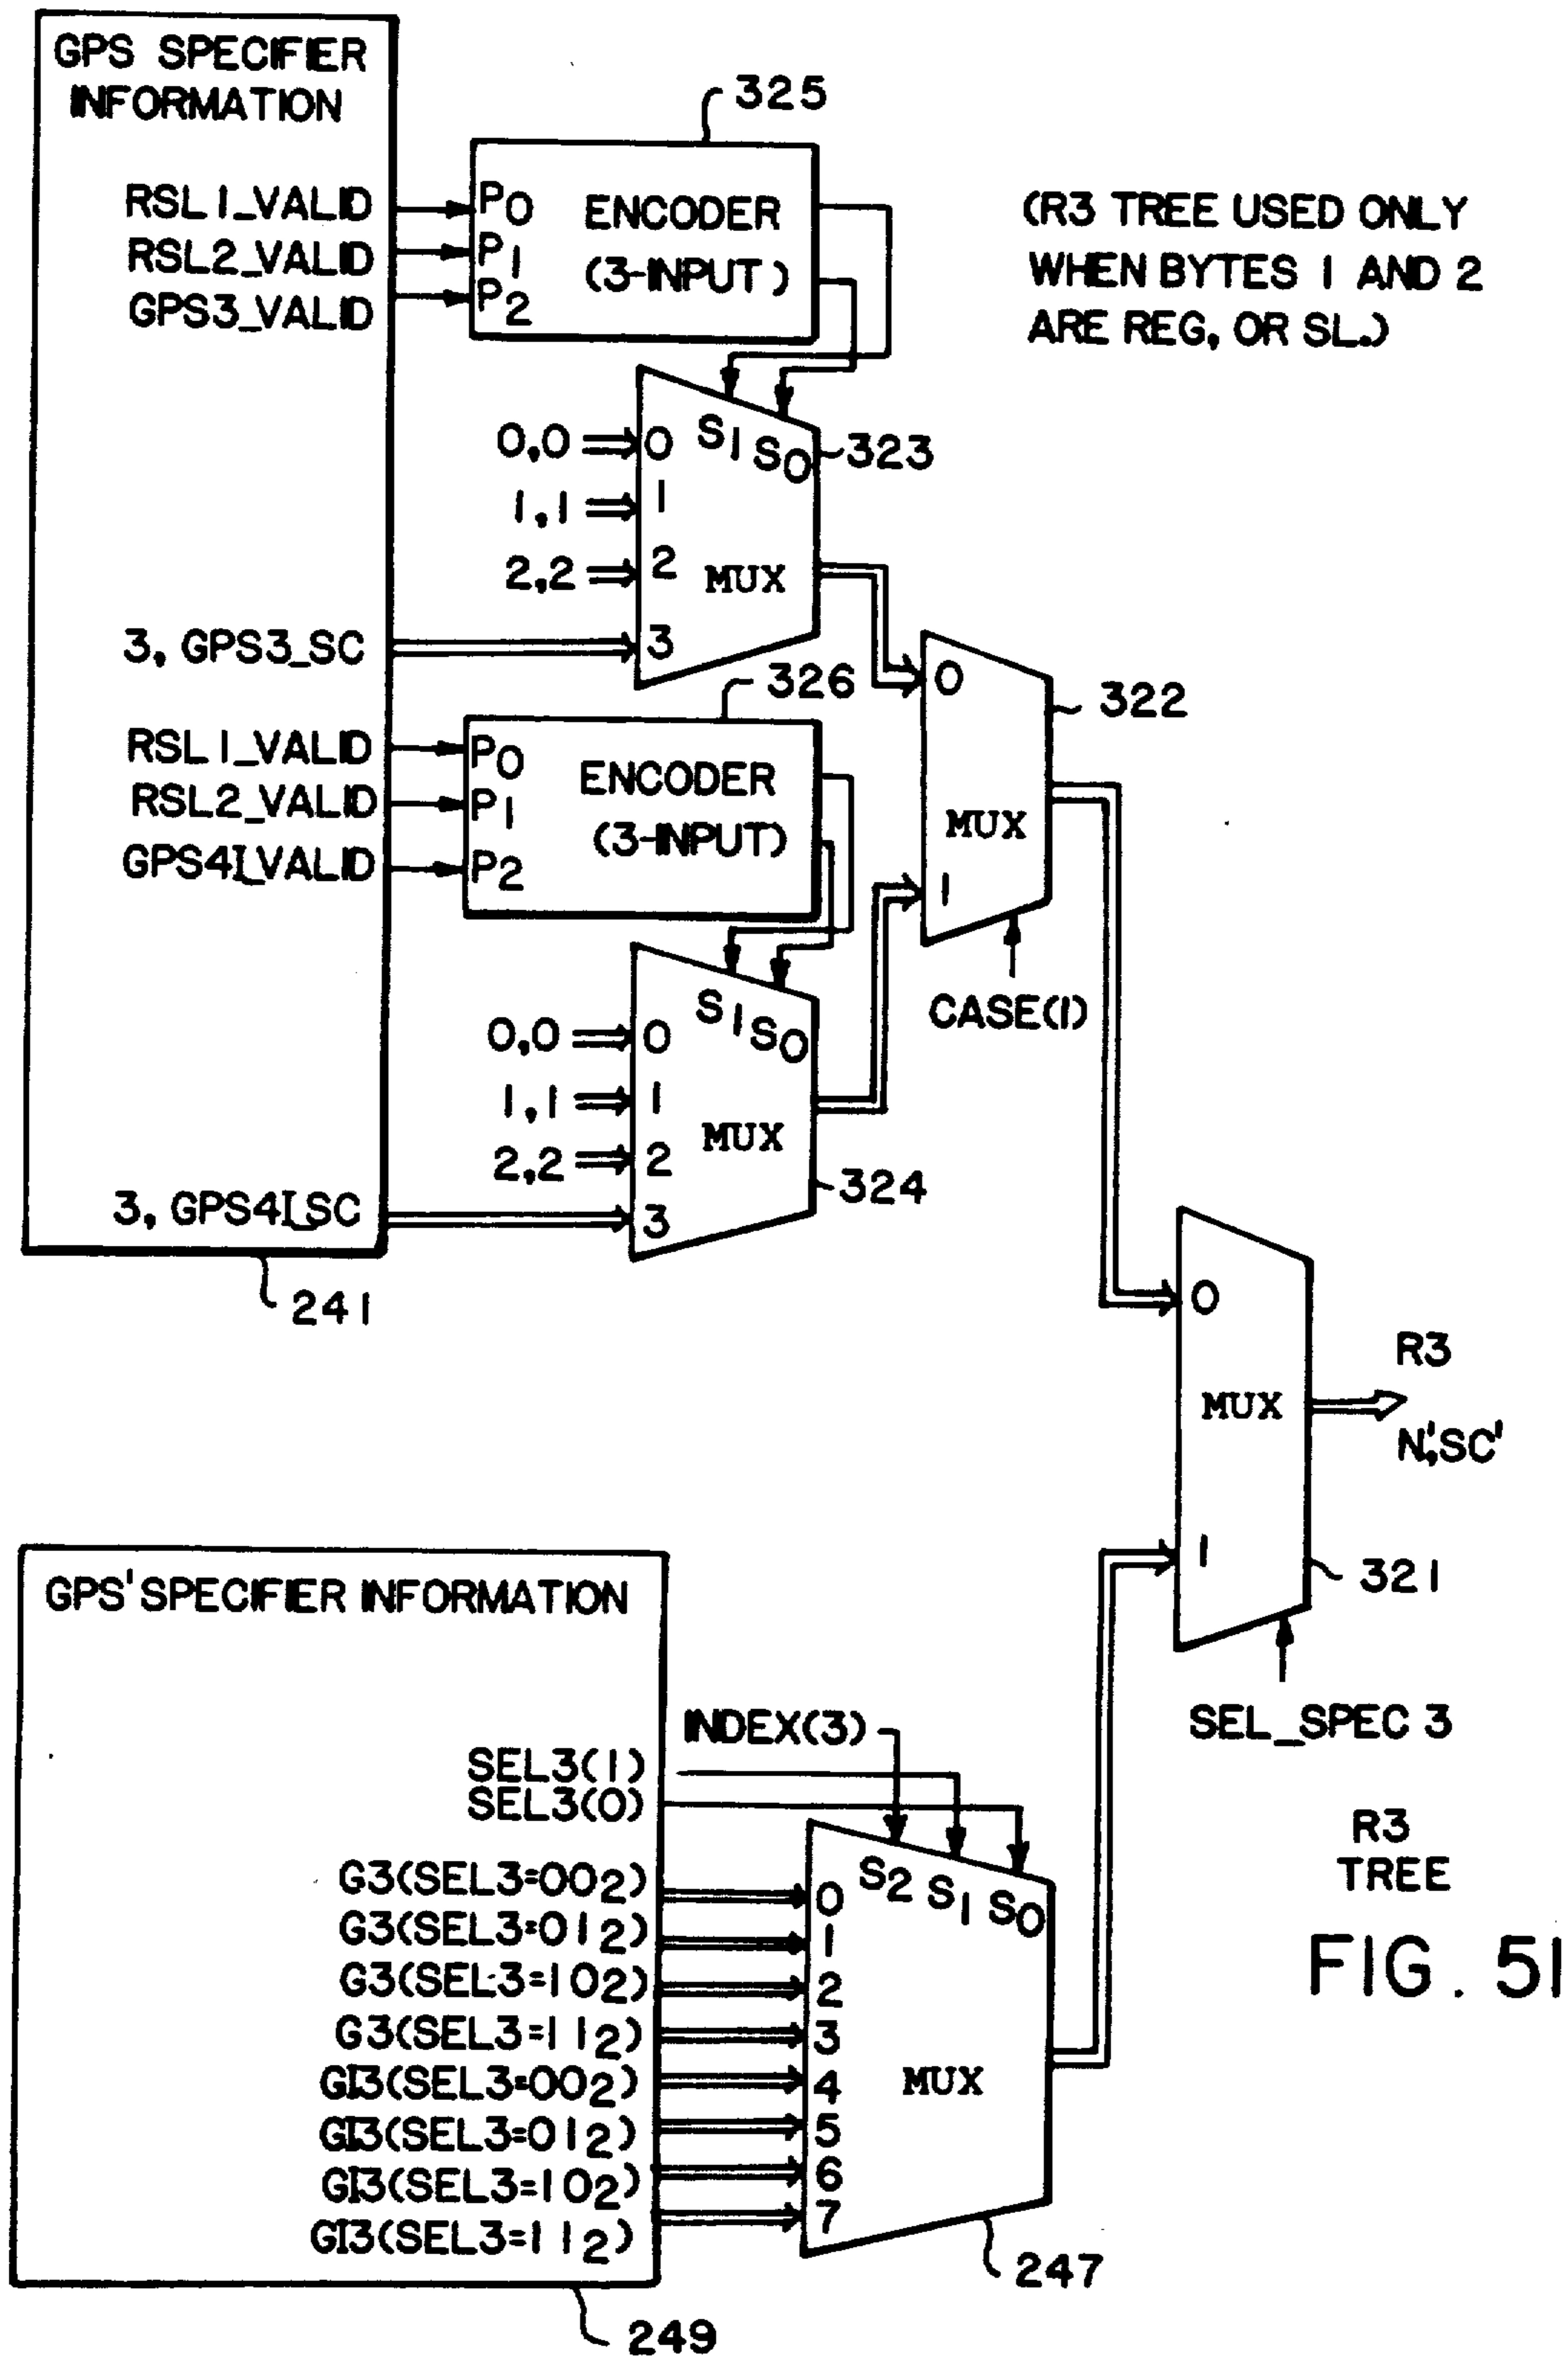 GPS SPECIFIER
INFORMATION
325
RSL1_VALID
RSL2_VALID
GPS3_VALID
P0
P1
P2
ENCODER
(3-INPUT)
(R3 TREE USED ONLY
WHEN BYTES 1 AND 2
ARE REG, OR SL.)
S1 S0
323
0,0 0
1,1 1
2,2 2
MUX
3, GPS3_SC 3
326
0
322
RSL1_VALID
RSL2_VALID
GPS4I_VALID
P0
P1
P2
ENCODER
(3-INPUT)
MUX
1
CASE(1)
S1 S0
0,0 0
1,1 1
2,2 2
MUX
324
3, GPS4I_SC 3
241
0
R3
MUX
N',SC'
1
321
SEL_SPEC 3
GPS' SPECIFIER INFORMATION
INDEX(3)
SEL3(1)
SEL3(0)
S2 S1 S0
G3(SEL3=002) 0
G3(SEL3=012) 1
G3(SEL3=102) 2
G3(SEL3=112) 3
GI3(SEL3=002) 4
GI3(SEL3=012) 5
GI3(SEL3=102) 6
GI3(SEL3=112) 7
MUX
247
249
R3
TREE
FIG. 51